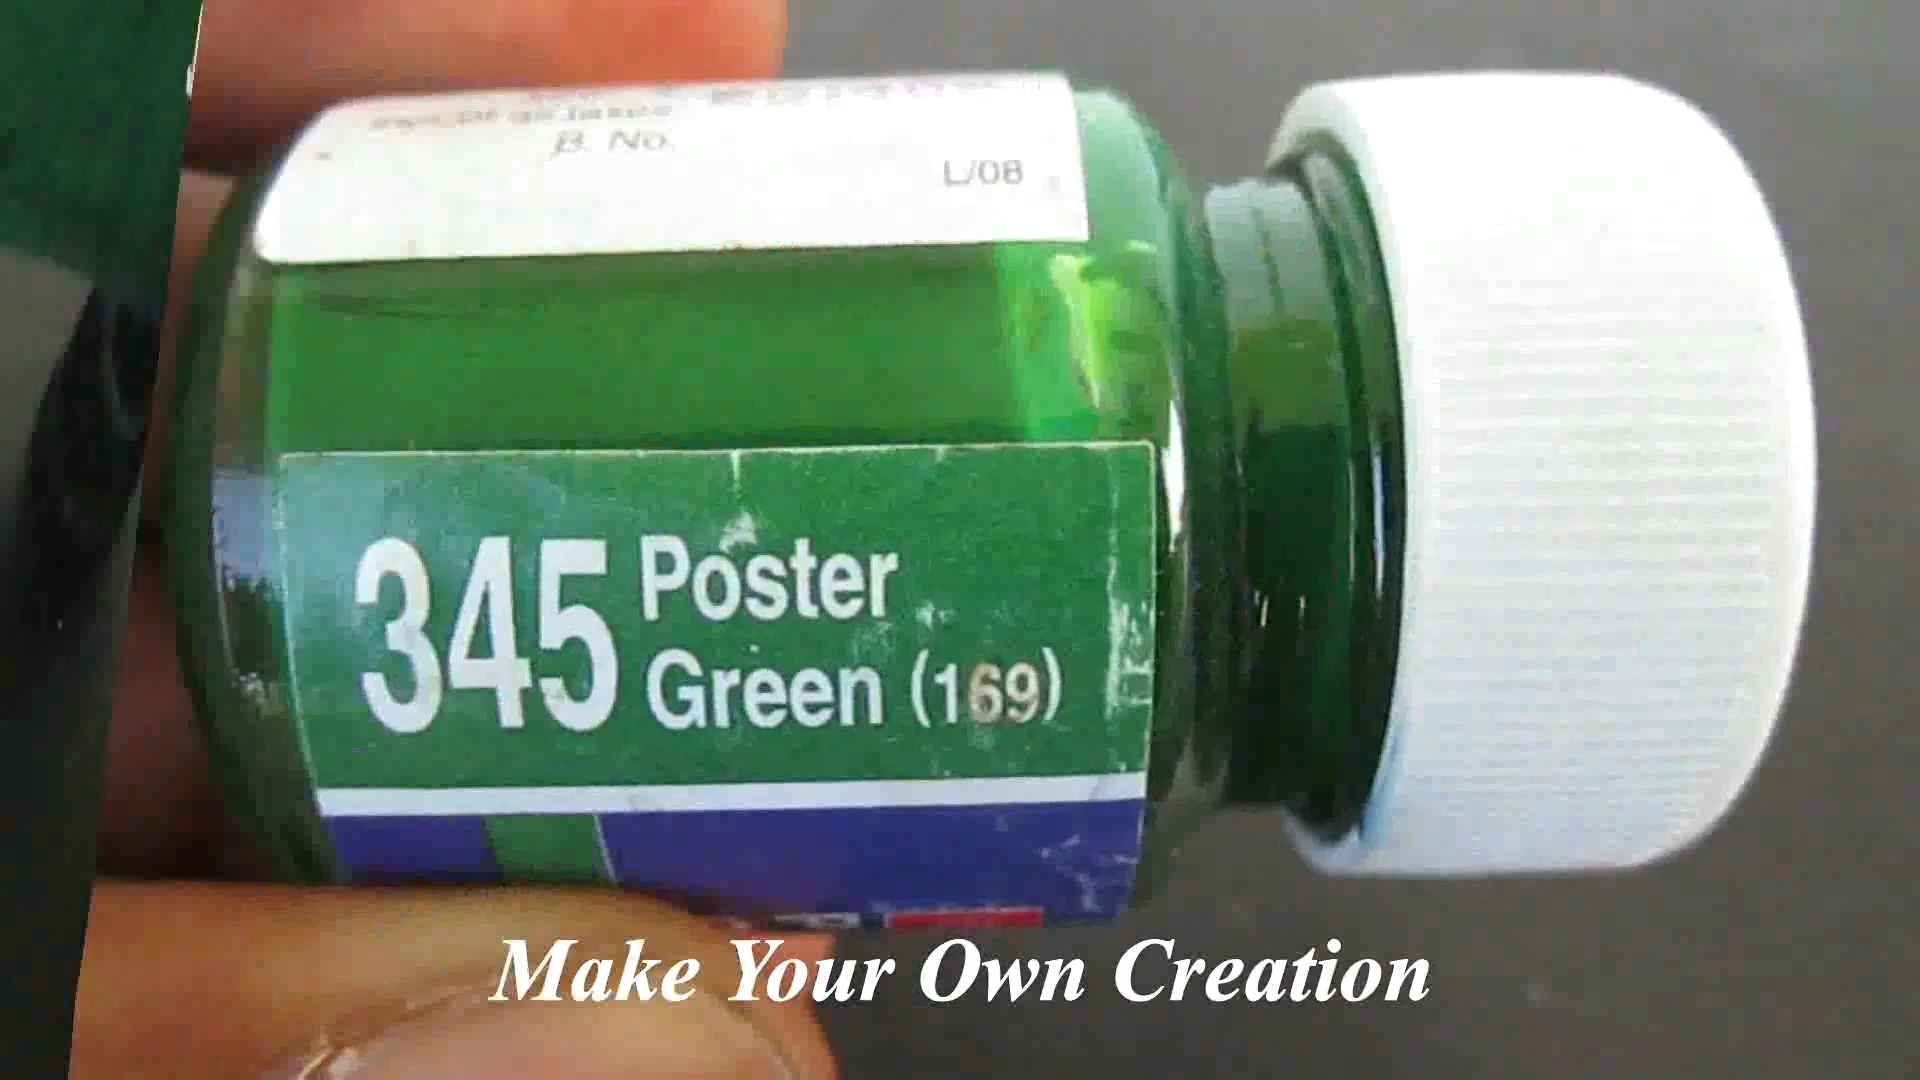 B. No.
L/08
345 Poster
Green (169)
Make Your Own Creation